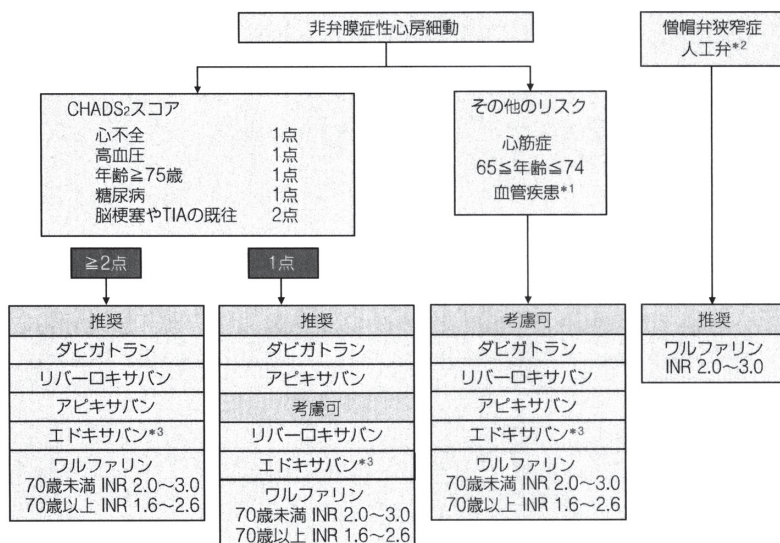 非弁膜症性心房細動
僧帽弁狭窄症
人工弁*2
CHADS2スコア
心不全 1点
高血圧 1点
年齢≧75歳 1点
糖尿病 1点
脳梗塞やTIAの既往 2点
その他のリスク
心筋症
65≦年齢≦74
血管疾患*1
≧2点
1点
推奨
ダビガトラン
リバーロキサバン
アピキサバン
エドキサバン*3
ワルファリン
70歳未満 INR 2.0～3.0
70歳以上 INR 1.6～2.6
推奨
ダビガトラン
アピキサバン
考慮可
リバーロキサバン
エドキサバン*3
ワルファリン
70歳未満 INR 2.0～3.0
70歳以上 INR 1.6～2.6
考慮可
ダビガトラン
リバーロキサバン
アピキサバン
エドキサバン*3
ワルファリン
70歳未満 INR 2.0～3.0
70歳以上 INR 1.6～2.6
推奨
ワルファリン
INR 2.0～3.0